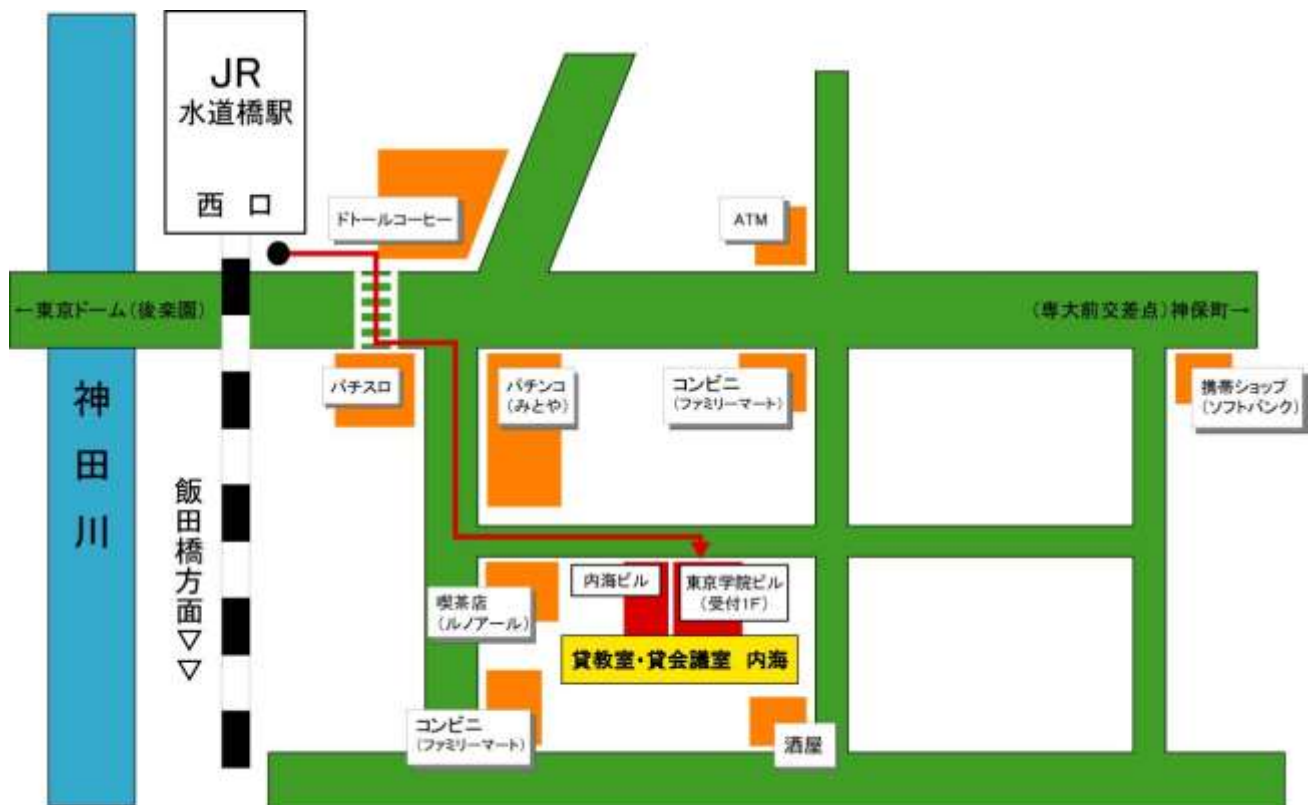 JR
水道橋駅
西口
ドトールコーヒー
ATM
←東京ドーム(後楽園)
(専大前交差点)神保町→
パチスロ
パチンコ
(みとや)
コンビニ
(ファミリーマート)
携帯ショップ
(ソフトバンク)
神田川
飯田橋方面▽▽
内海ビル
東京学院ビル
(受付1F)
喫茶店
(ルノアール)
貸教室・貸会議室 内海
コンビニ
(ファミリーマート)
酒屋